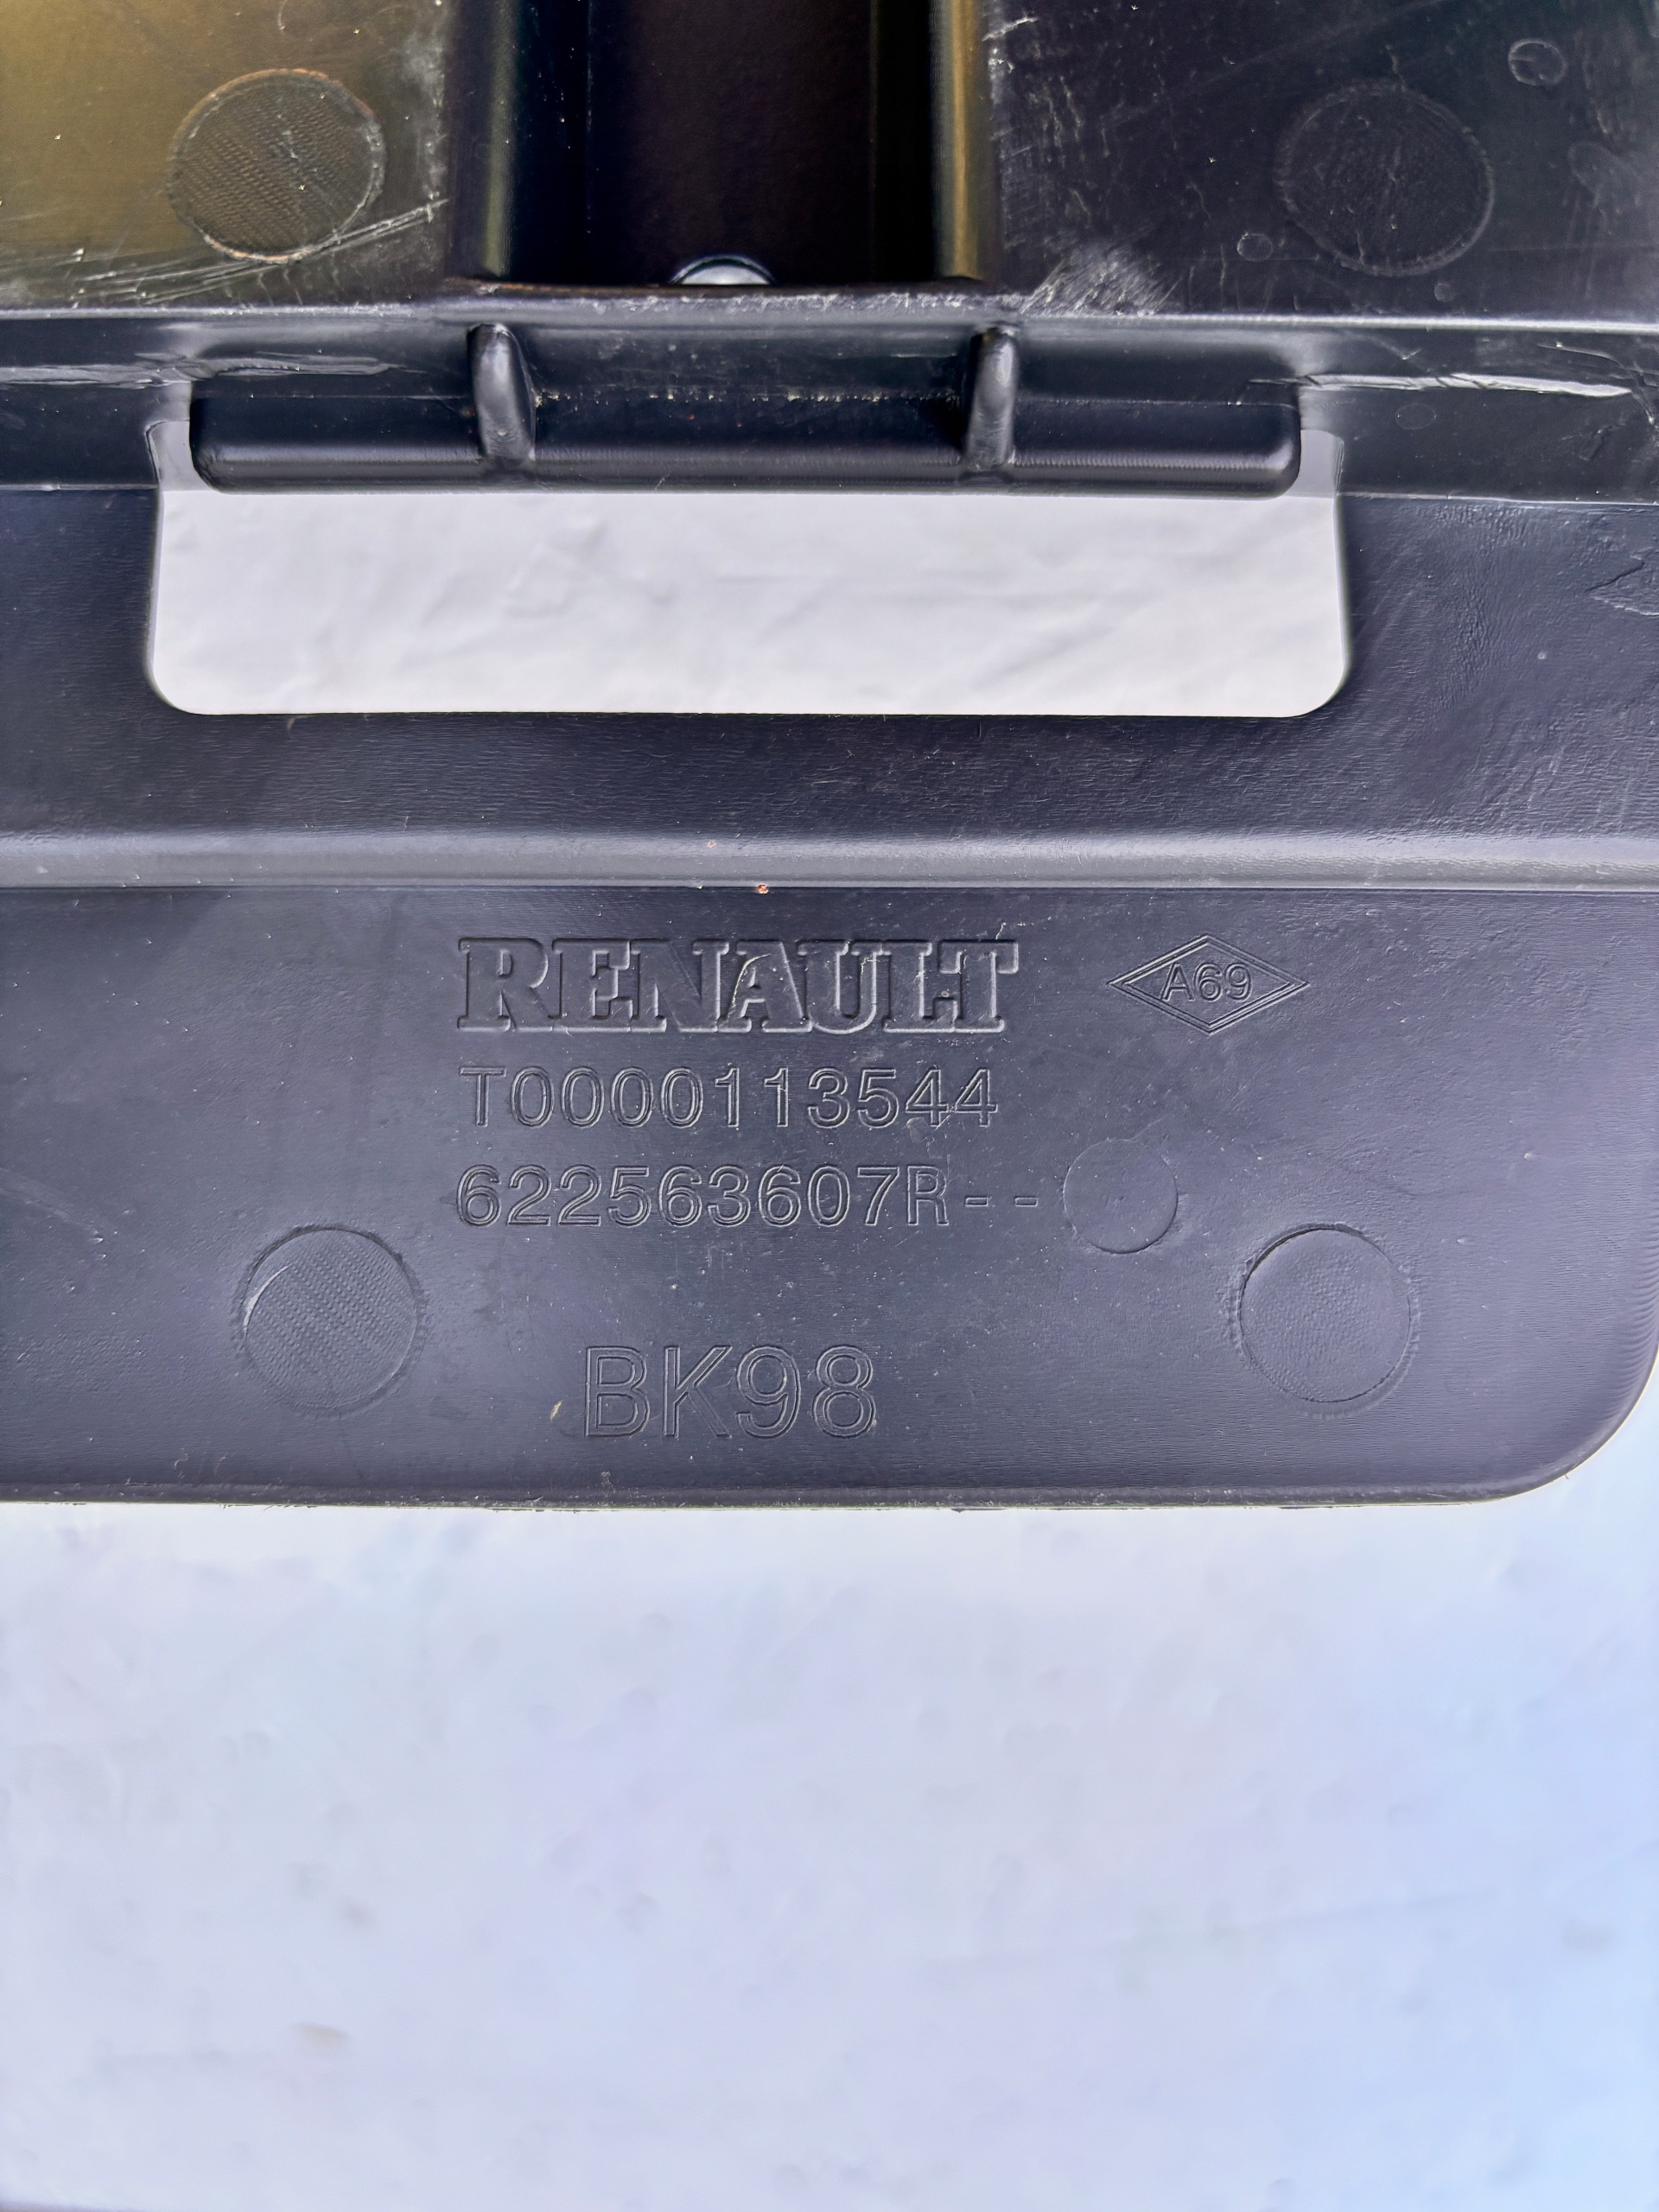 RENAULT A69
T0000113544
622563607R--
BK98